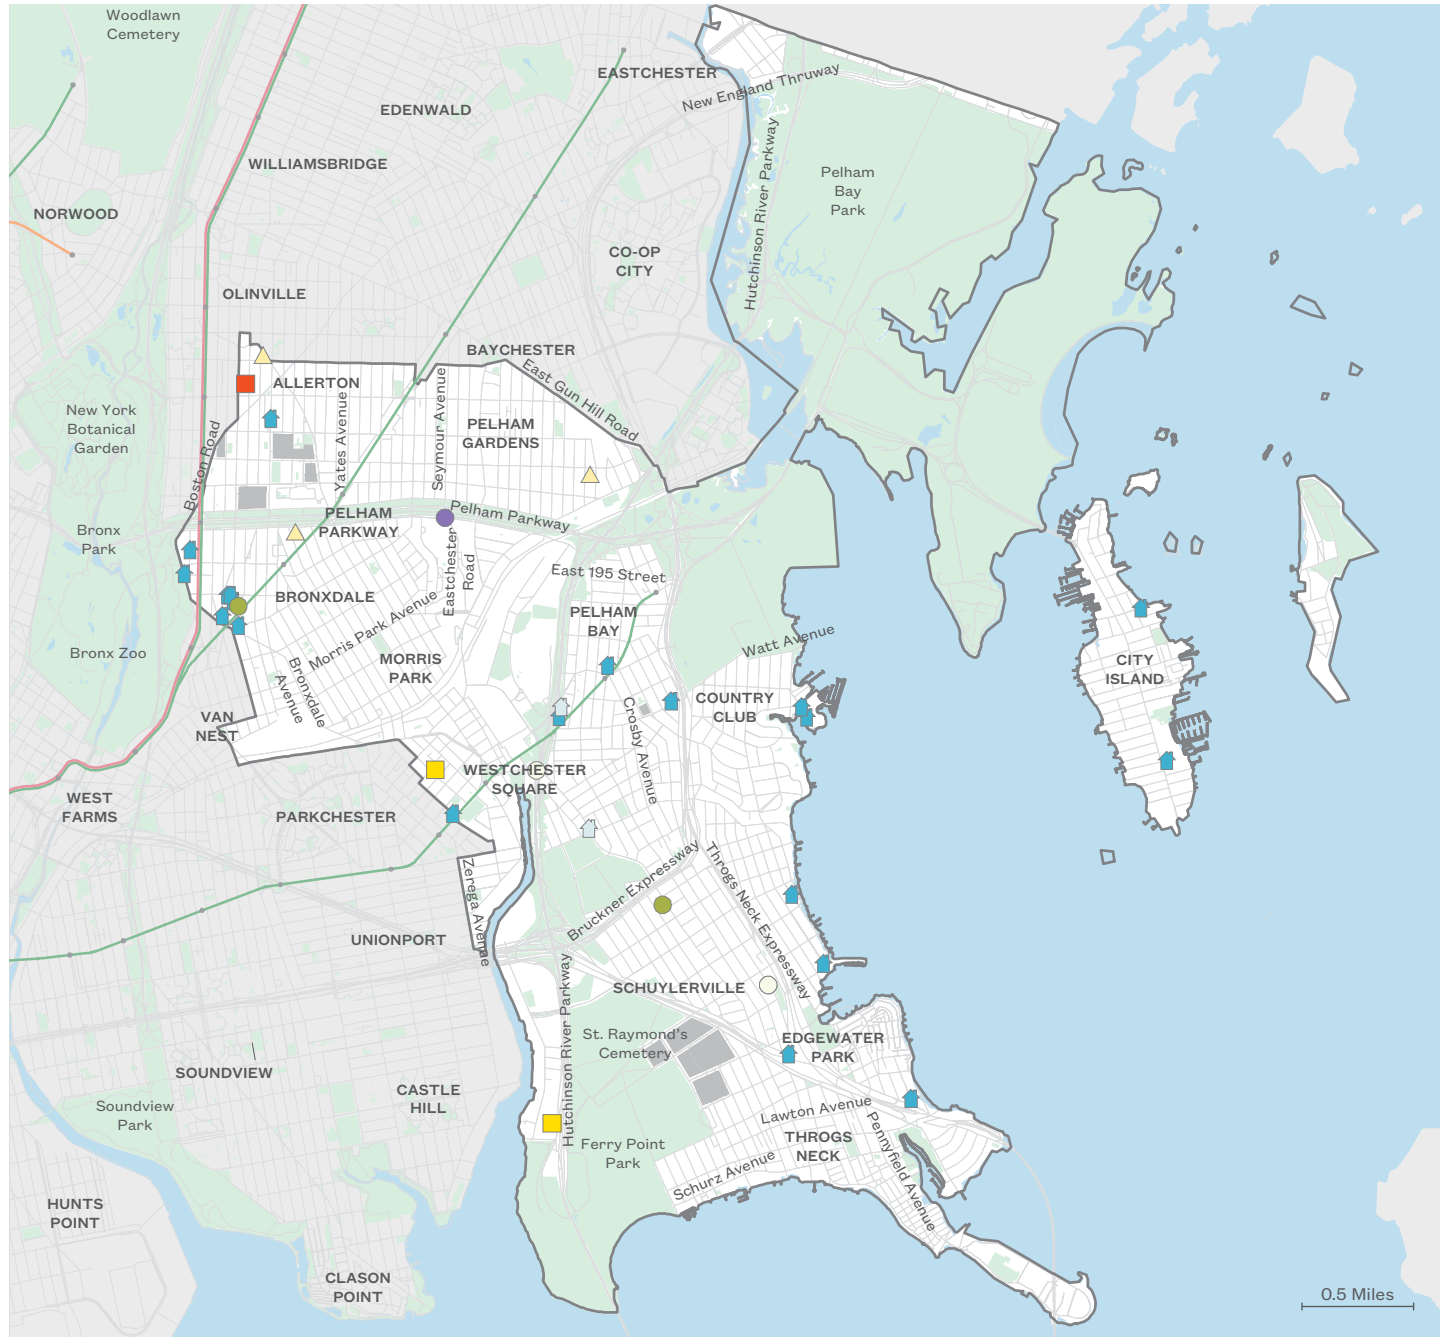 Woodlawn
Cemetery
EASTCHESTER
New England Thruway
EDENWALD
WILLIAMSBRIDGE
Hutchinson River Parkway
Pelham
Bay
Park
NORWOOD
CO-OP
CITY
OLINVILLE
BAYCHESTER
East Gun Hill Road
ALLERTON
Yates Avenue
Seymour Avenue
New York
Botanical
Garden
PELHAM
GARDENS
Boston Road
PELHAM
PARKWAY
Pelham Parkway
Bronx
Park
Eastchester
Road
East 195 Street
BRONXDALE
Morris Park Avenue
PELHAM
BAY
Watt Avenue
Bronx Zoo
MORRIS
PARK
Bronxdale
Avenue
CITY
ISLAND
COUNTRY
CLUB
Crosby Avenue
VAN
NEST
WESTCHESTER
SQUARE
WEST
FARMS
PARKCHESTER
Zerega Avenue
Bruckner Expressway
Throgs Neck Expressway
UNIONPORT
Hutchinson River Parkway
SCHUYLERVILLE
St. Raymond's
Cemetery
EDGEWATER
PARK
SOUNDVIEW
CASTLE
HILL
Soundview
Park
Lawton Avenue
Ferry Point
Park
THROGS
NECK
Pennyfield Avenue
Schurz Avenue
HUNTS
POINT
CLASON
POINT
0.5 Miles